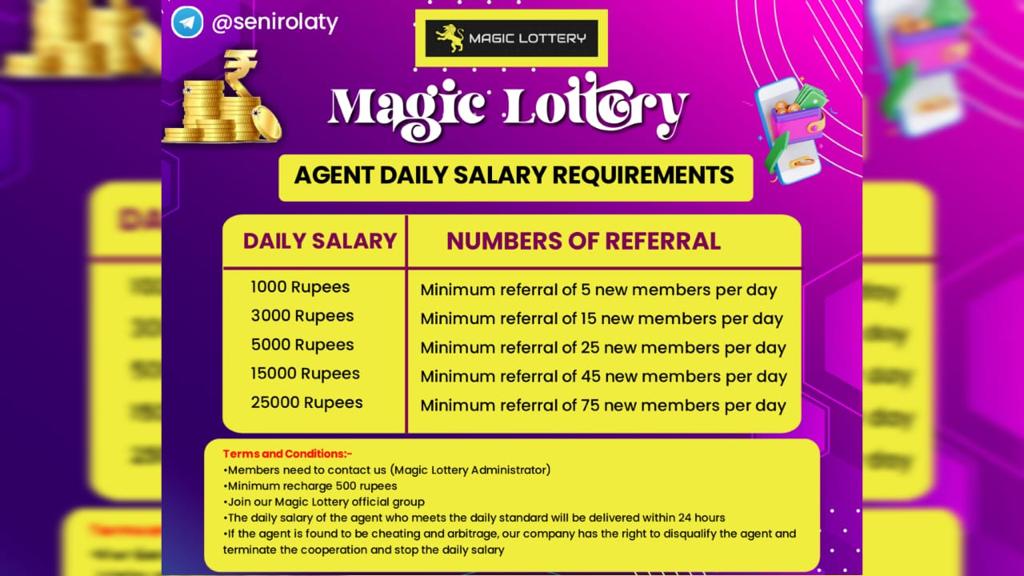 @senirolaty
MAGIC LOTTERY
Magic Lottery
AGENT DAILY SALARY REQUIREMENTS
DAILY SALARY NUMBERS OF REFERRAL
1000 Rupees Minimum referral of 5 new members per day
3000 Rupees Minimum referral of 15 new members per day
5000 Rupees Minimum referral of 25 new members per day
15000 Rupees Minimum referral of 45 new members per day
25000 Rupees Minimum referral of 75 new members per day
Terms and Conditions:-
•Members need to contact us (Magic Lottery Administrator)
•Minimum recharge 500 rupees
•Join our Magic Lottery official group
•The daily salary of the agent who meets the daily standard will be delivered within 24 hours
•If the agent is found to be cheating and arbitrage, our company has the right to disqualify the agent and
terminate the cooperation and stop the daily salary